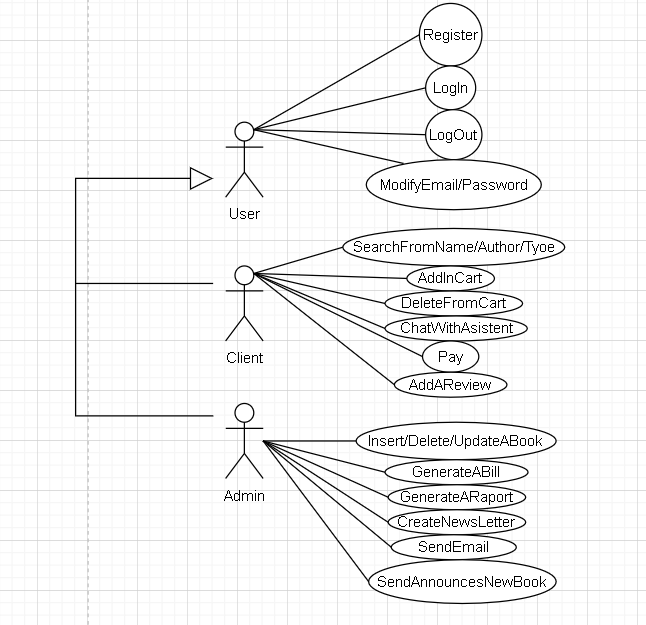 Register
LogIn
LogOut
ModifyEmail/Password
User
SearchFromName/Author/Tyoe
AddInCart
DeleteFromCart
ChatWithAsistent
Client
Pay
AddAReview
Insert/Delete/UpdateABook
GenerateABill
Admin
GenerateARaport
CreateNewsLetter
SendEmail
SendAnnouncesNewBook